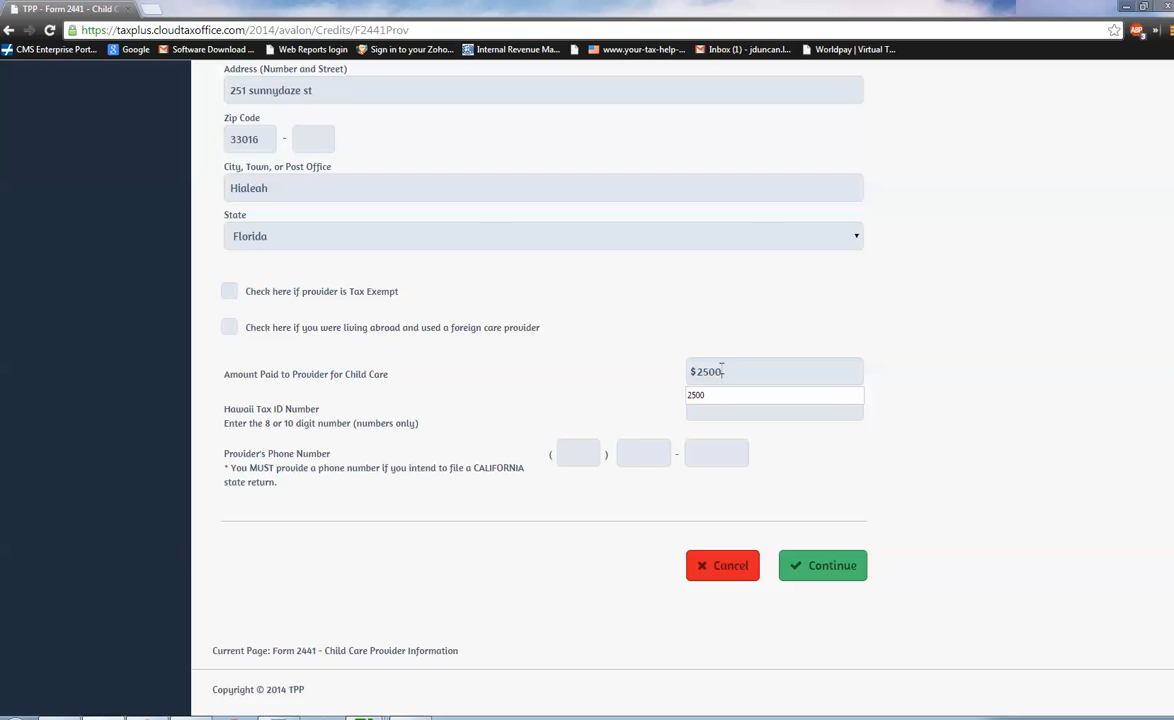 TPP - Form 2441 - Child C
https://taxplus.cloudtaxoffice.com/2014/avalon/Credits/F2441Prov
CMS Enterprise Port... Google Software Download ... Web Reports login Sign in to your Zoho... Internal Revenue Ma... www.your-tax-help-... Inbox (1) - jduncan.l... Worldpay | Virtual T...
Address (Number and Street)
251 sunnydaze st
Zip Code
33016 -
City, Town, or Post Office
Hialeah
State
Florida
Check here if provider is Tax Exempt
Check here if you were living abroad and used a foreign care provider
Amount Paid to Provider for Child Care
$2500
2500
Hawaii Tax ID Number
Enter the 8 or 10 digit number (numbers only)
Provider's Phone Number ( ) -
* You MUST provide a phone number if you intend to file a CALIFORNIA
state return.
Cancel Continue
Current Page: Form 2441 - Child Care Provider Information
Copyright © 2014 TPP